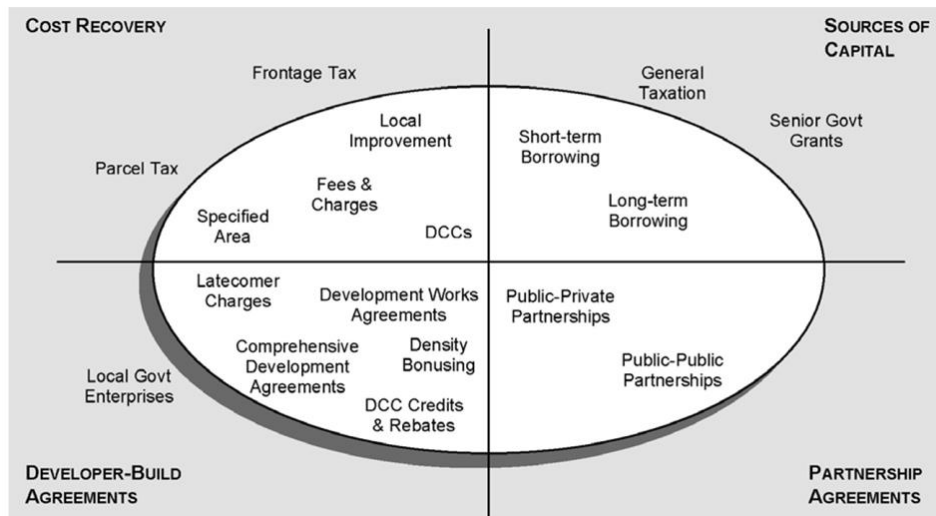 COST RECOVERY
SOURCES OF
CAPITAL
Frontage Tax
General
Taxation
Senior Govt
Grants
Local
Improvement
Short-term
Borrowing
Parcel Tax
Fees &
Charges
Long-term
Borrowing
Specified
Area
DCCs
Latecomer
Charges
Development Works
Agreements
Public-Private
Partnerships
Comprehensive
Development
Agreements
Density
Bonusing
Public-Public
Partnerships
Local Govt
Enterprises
DCC Credits
& Rebates
DEVELOPER-BUILD
AGREEMENTS
PARTNERSHIP
AGREEMENTS